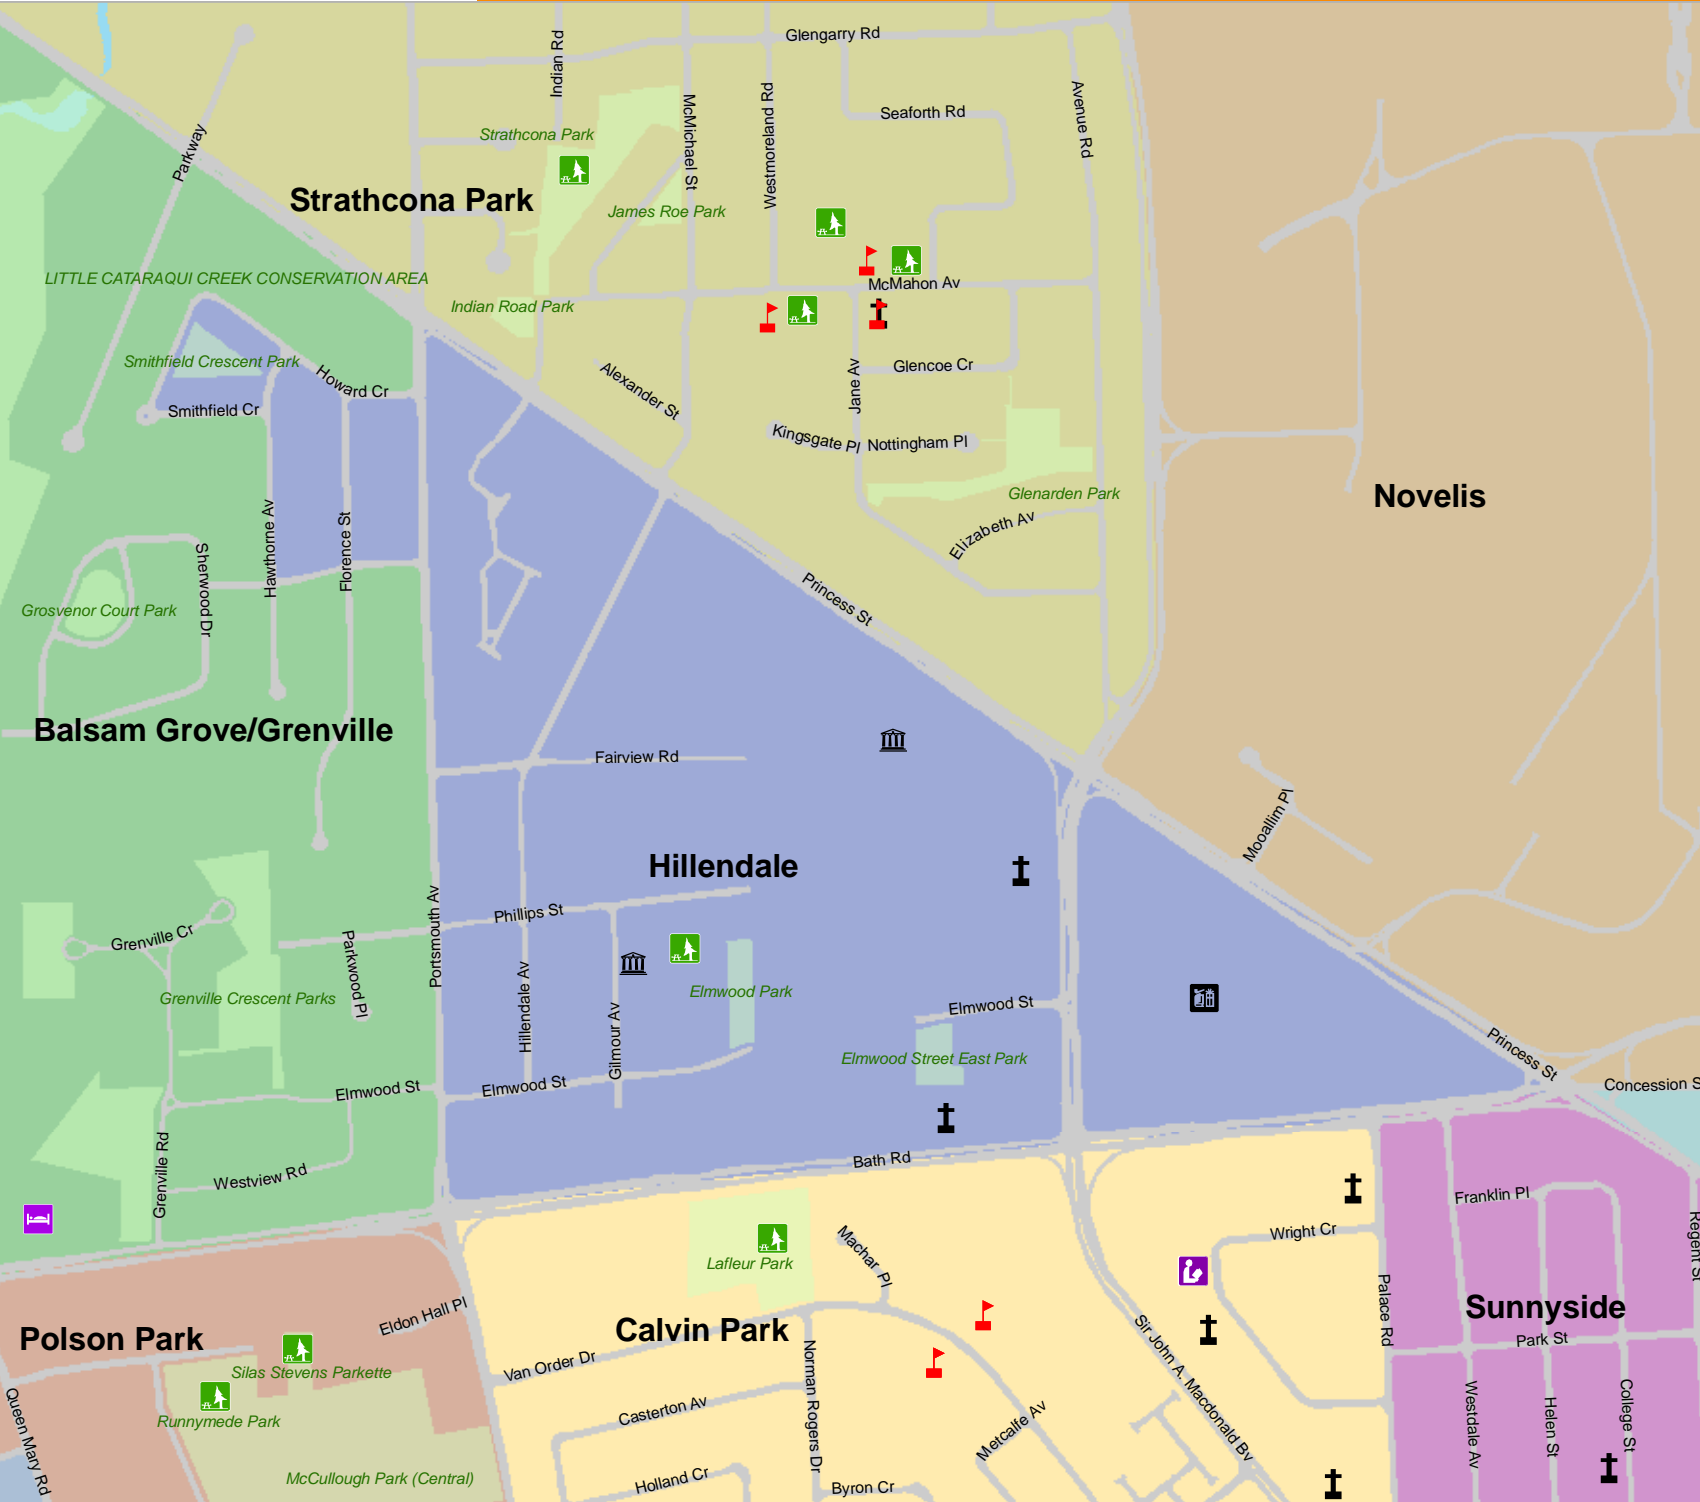 Glengarry Rd
Indian Rd
McMichael St
Westmoreland Rd
Seaforth Rd
Avenue Rd
Parkway
Strathcona Park
Strathcona Park
James Roe Park
LITTLE CATARAQUI CREEK CONSERVATION AREA
McMahon Av
Indian Road Park
Smithfield Crescent Park
Howard Cr
Smithfield Cr
Alexander St
Jane Av
Glencoe Cr
Kingsgate Pl
Nottingham Pl
Glenarden Park
Novelis
Elizabeth Av
Hawthorne Av
Florence St
Sherwood Dr
Grosvenor Court Park
Princess St
Balsam Grove/Grenville
Fairview Rd
Mooallim Pl
Hillendale
Phillips St
Portsmouth Av
Grenville Cr
Parkwood Pl
Grenville Crescent Parks
Hillendale Av
Gilmour Av
Elmwood Park
Elmwood St
Elmwood Street East Park
Princess St
Concession S
Elmwood St
Elmwood St
Grenville Rd
Westview Rd
Bath Rd
Franklin Pl
Regent St
Wright Cr
Lafleur Park
Machar Pl
Palace Rd
Sunnyside
Eldon Hall Pl
Polson Park
Calvin Park
Park St
Silas Stevens Parkette
Van Order Dr
Norman Rogers Dr
Sir John A. Macdonald Bv
Queen Mary Rd
Runnymede Park
Casterton Av
Metcalfe Av
Westdale Av
Helen St
College St
McCullough Park (Central)
Holland Cr
Byron Cr